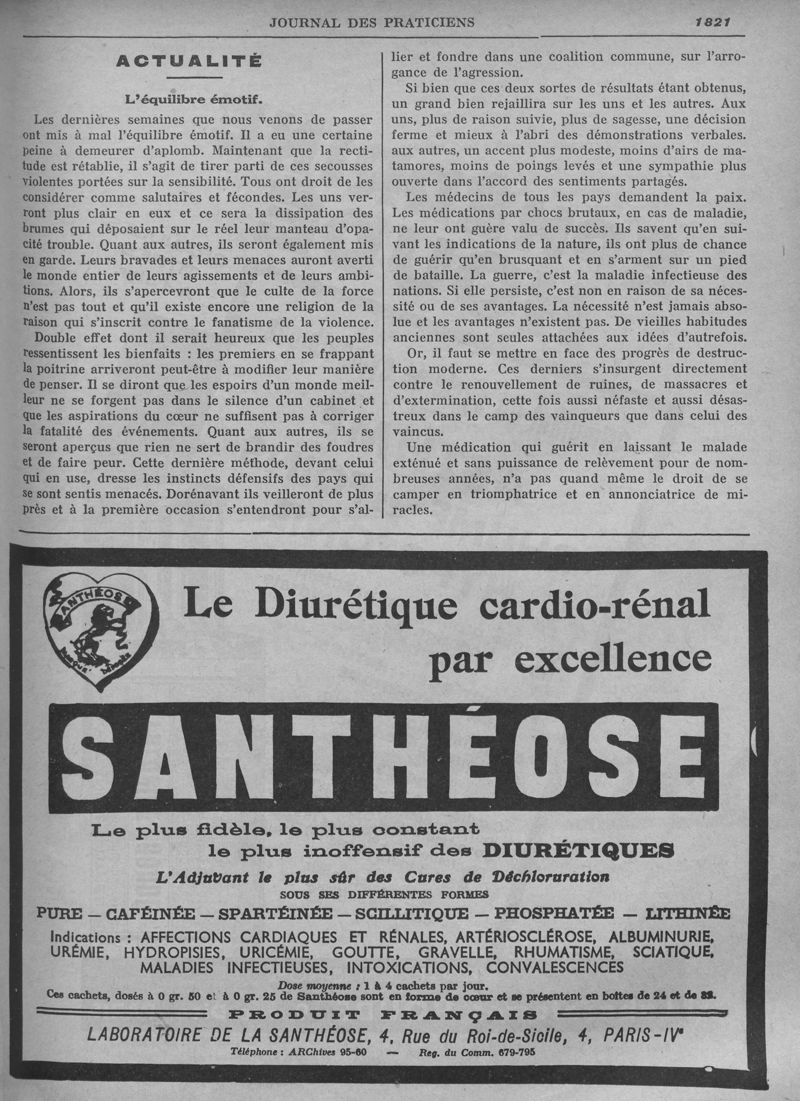 JOURNAL DES PRATICIENS
1821
ACTUALITÉ
L'équilibre émotif.
Les dernières semaines que nous venons de passer
ont mis à mal l'équilibre émotif. Il a eu une certaine
peine à demeurer d'aplomb. Maintenant que la recti-
tude est rétablie, il s'agit de tirer parti de ces secousses
violentes portées sur la sensibilité. Tous ont droit de les
considérer comme salutaires et fécondes. Les uns ver-
ront plus clair en eux et ce sera la dissipation des
brumes qui déposaient sur le réel leur manteau d'opa-
cité trouble. Quant aux autres, ils seront également mis
en garde. Leurs bravades et leurs menaces auront averti
le monde entier de leurs agissements et de leurs ambi-
tions. Alors, ils s'apercevront que le culte de la force
n'est pas tout et qu'il existe encore une religion de la
raison qui s'inscrit contre le fanatisme de la violence.
Double effet dont il serait heureux que les peuples
ressentissent les bienfaits : les premiers en se frappant
la poitrine arriveront peut-être à modifier leur manière
de penser. Il se diront que les espoirs d'un monde meil-
leur ne se forgent pas dans le silence d'un cabinet et
que les aspirations du cœur ne suffisent pas à corriger
la fatalité des événements. Quant aux autres, ils se
seront aperçus que rien ne sert de brandir des foudres
et de faire peur. Cette dernière méthode, devant celui
qui en use, dresse les instincts défensifs des pays qui
se sont sentis menacés. Dorénavant ils veilleront de plus
près et à la première occasion s'entendront pour s'al-
lier et fondre dans une coalition commune, sur l'arro-
gance de l'agression.
Si bien que ces deux sortes de résultats étant obtenus,
un grand bien rejaillira sur les uns et les autres. Aux
uns, plus de raison suivie, plus de sagesse, une décision
ferme et mieux à l'abri des démonstrations verbales.
aux autres, un accent plus modeste, moins d'airs de ma-
tamores, moins de poings levés et une sympathie plus
ouverte dans l'accord des sentiments partagés.
Les médecins de tous les pays demandent la paix.
Les médications par chocs brutaux, en cas de maladie,
ne leur ont guère valu de succès. Ils savent qu'en sui-
vant les indications de la nature, ils ont plus de chance
de guérir qu'en brusquant et en s'armant sur un pied
de bataille. La guerre, c'est la maladie infectieuse des
nations. Si elle persiste, c'est non en raison de sa néces-
sité ou de ses avantages. La nécessité n'est jamais abso-
lue et les avantages n'existent pas. De vieilles habitudes
anciennes sont seules attachées aux idées d'autrefois.
Or, il faut se mettre en face des progrès de destruc-
tion moderne. Ces derniers s'insurgent directement
contre le renouvellement de ruines, de massacres et
d'extermination, cette fois aussi néfaste et aussi désas-
treux dans le camp des vainqueurs que dans celui des
vaincus.
Une médication qui guérit en laissant le malade
exténué et sans puissance de relèvement pour de nom-
breuses années, n'a pas quand même le droit de se
camper en triomphatrice et en annonciatrice de mi-
racles.
SANTHÉOSE
Le Diurétique cardio-rénal
par excellence
SANTHÉOSE
Le plus fidèle, le plus constant
le plus inoffensif des DIURÉTIQUES
L'Adjuvant le plus sûr des Cures de Déchloruration
SOUS SES DIFFÉRENTES FORMES
PURE — CAFÉINÉE — SPARTÉINÉE — SCILLITIQUE — PHOSPHATÉE — LITHINÉE
Indications : AFFECTIONS CARDIAQUES ET RÉNALES, ARTÉRIOSCLÉROSE, ALBUMINURIE,
URÉMIE, HYDROPISIES, URICÉMIE, GOUTTE, GRAVELLE, RHUMATISME, SCIATIQUE,
MALADIES INFECTIEUSES, INTOXICATIONS, CONVALESCENCES
Dose moyenne : 1 à 4 cachets par jour.
Ces cachets, dosés à 0 gr. 50 et à 0 gr. 25 de Santhéose sont en forme de cœur et se présentent en boîtes de 24 et de 32.
PRODUIT FRANÇAIS
LABORATOIRE DE LA SANTHÉOSE, 4, Rue du Roi-de-Sicile, 4, PARIS-IVe
Téléphone : ARChives 95-60 — Reg. du Comm. 679-795